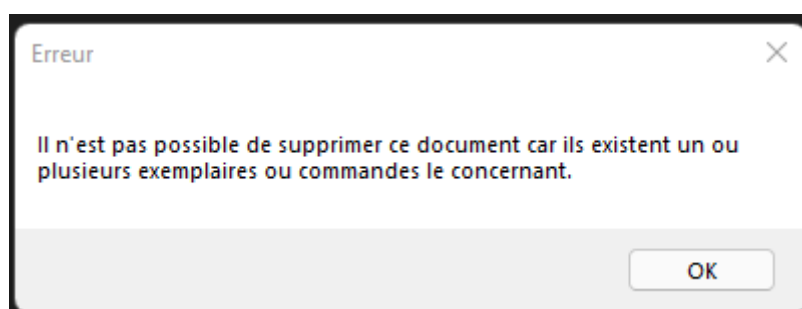 Erreur
Il n'est pas possible de supprimer ce document car ils existent un ou
plusieurs exemplaires ou commandes le concernant.
OK